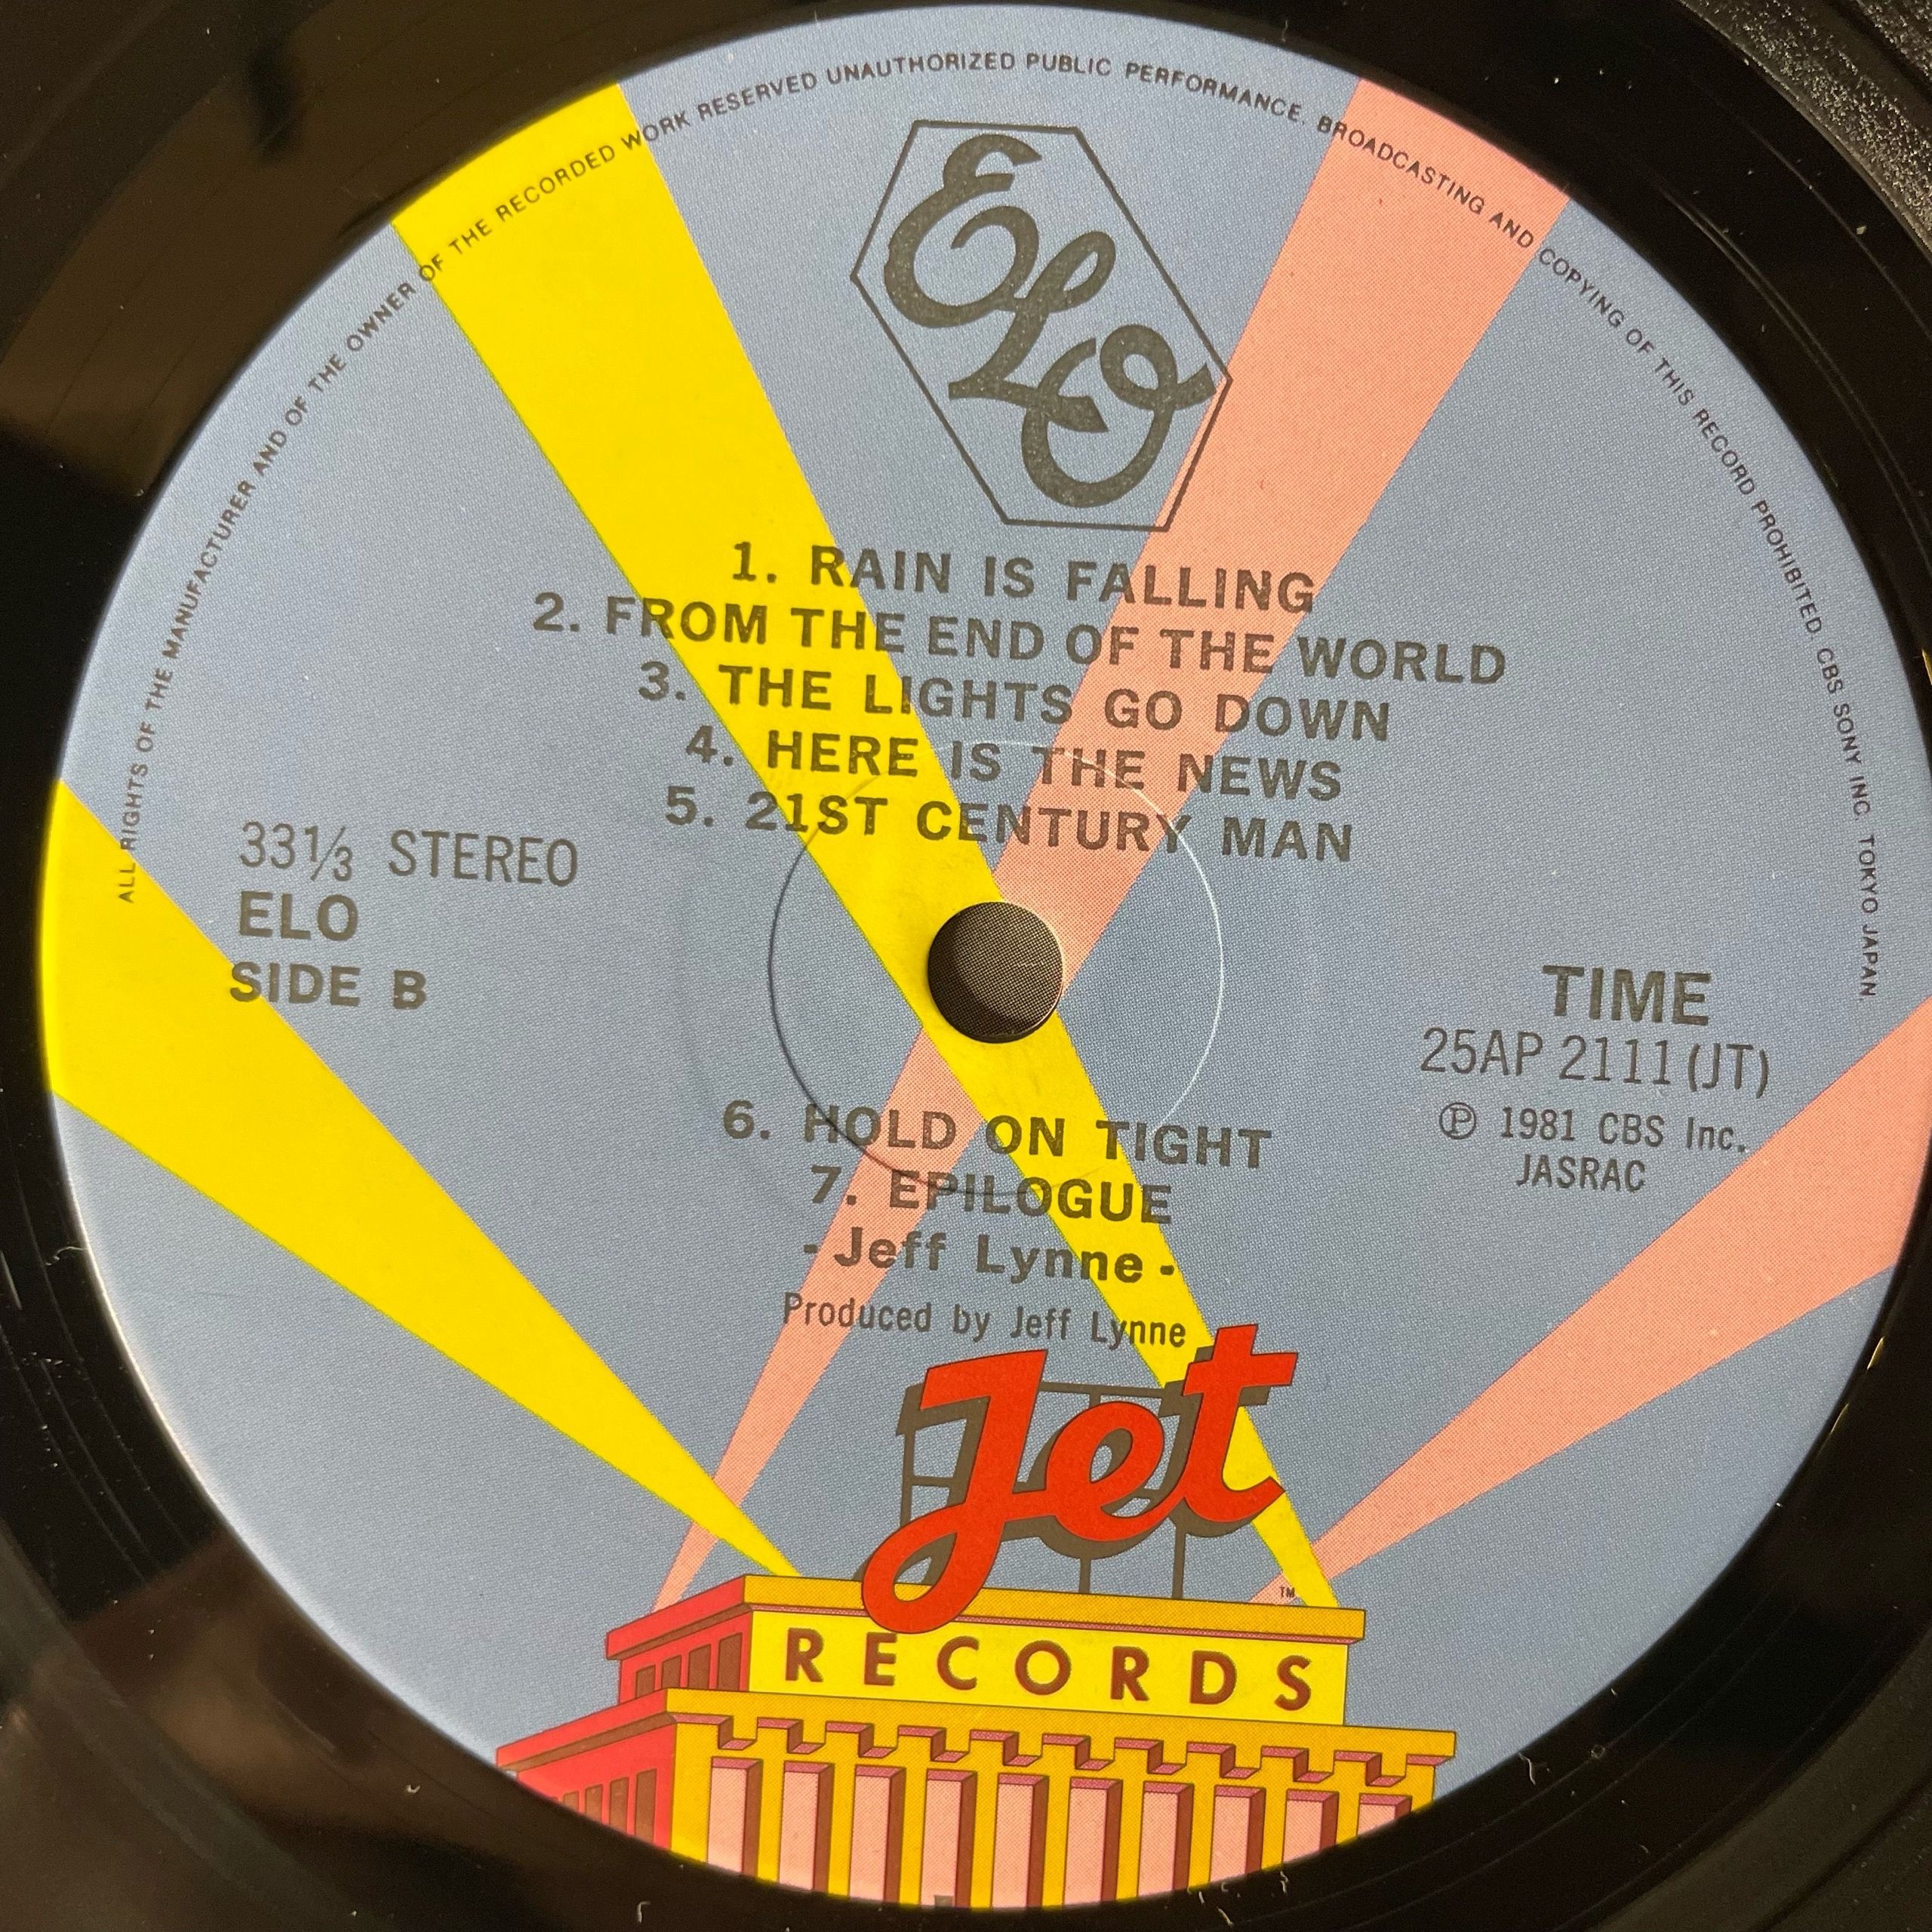 ALL RIGHTS OF THE MANUFACTURER AND OF THE OWNER OF THE RECORDED WORK RESERVED UNAUTHORIZED PUBLIC PERFORMANCE. BROADCASTING AND COPYING OF THIS RECORD PROHIBITED. CBS SONY INC. TOKYO JAPAN.
ELO
1. RAIN IS FALLING
2. FROM THE END OF THE WORLD
3. THE LIGHTS GO DOWN
4. HERE IS THE NEWS
5. 21ST CENTURY MAN
33⅓ STEREO
ELO
SIDE B
TIME
25AP 2111 (JT)
Ⓟ 1981 CBS Inc.
JASRAC
6. HOLD ON TIGHT
7. EPILOGUE
- Jeff Lynne -
Produced by Jeff Lynne
Jet
TM
RECORDS